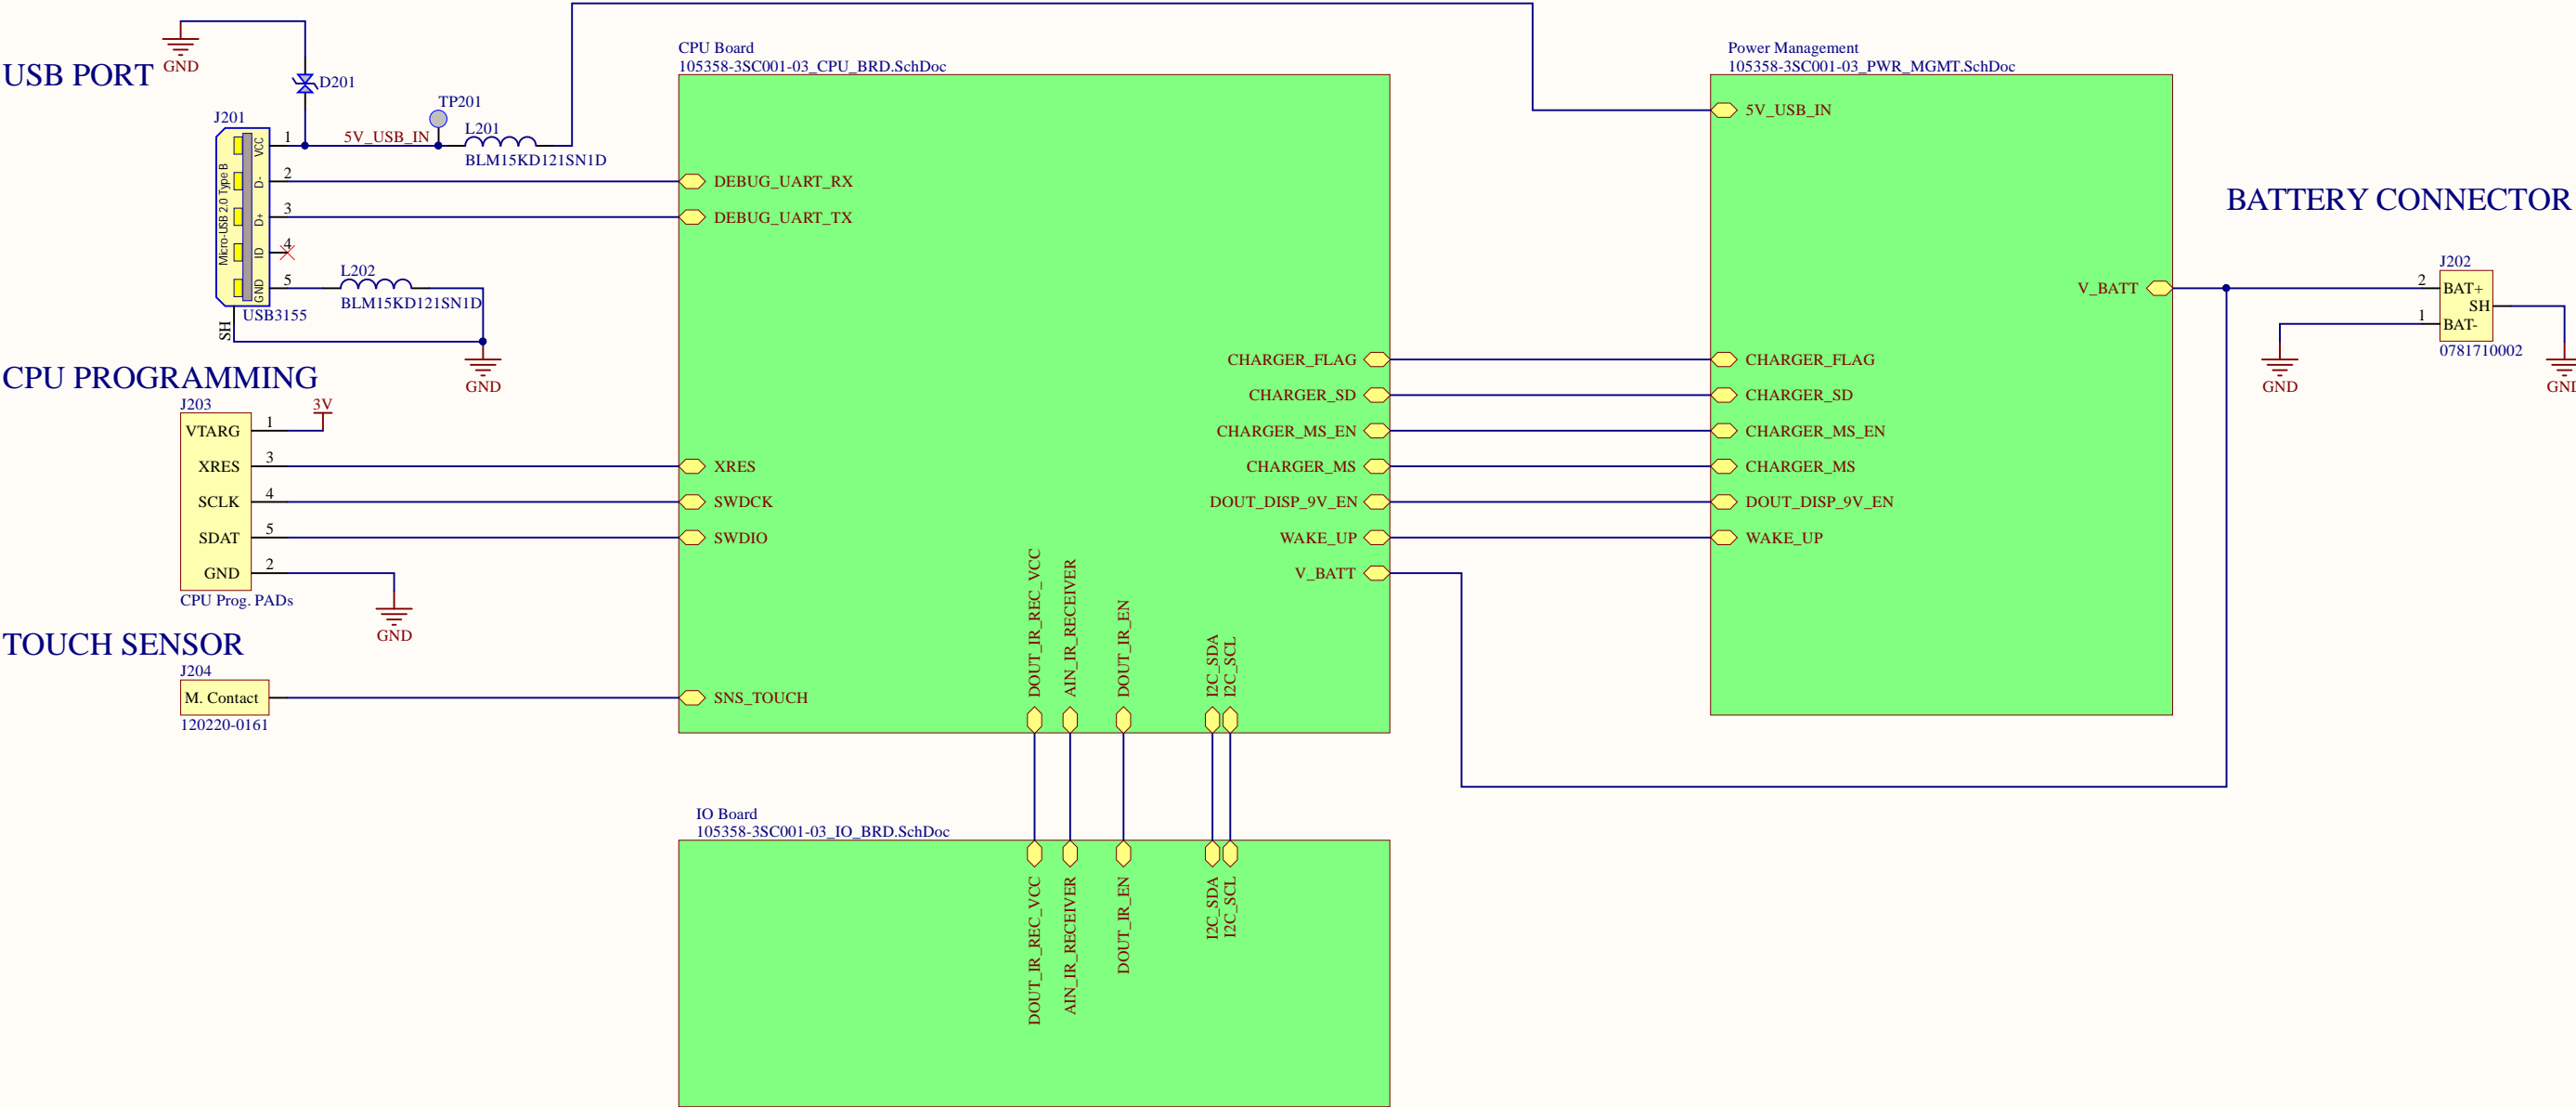 USB PORT
GND
D201
TP201
J201
5V_USB_IN
L201
BLM15KD121SN1D
Micro-USB 2.0 Type B
VCC
1
D-
2
D+
3
ID
4
GND
5
L202
BLM15KD121SN1D
USB3155
SH
GND
CPU PROGRAMMING
J203
3V
VTARG
1
XRES
3
SCLK
4
SDAT
5
GND
2
CPU Prog. PADs
GND
TOUCH SENSOR
J204
M. Contact
120220-0161
CPU Board
105358-3SC001-03_CPU_BRD.SchDoc
DEBUG_UART_RX
DEBUG_UART_TX
XRES
SWDCK
SWDIO
SNS_TOUCH
CHARGER_FLAG
CHARGER_SD
CHARGER_MS_EN
CHARGER_MS
DOUT_DISP_9V_EN
WAKE_UP
V_BATT
DOUT_IR_REC_VCC
AIN_IR_RECEIVER
DOUT_IR_EN
I2C_SDA
I2C_SCL
IO Board
105358-3SC001-03_IO_BRD.SchDoc
DOUT_IR_REC_VCC
AIN_IR_RECEIVER
DOUT_IR_EN
I2C_SDA
I2C_SCL
Power Management
105358-3SC001-03_PWR_MGMT.SchDoc
5V_USB_IN
V_BATT
CHARGER_FLAG
CHARGER_SD
CHARGER_MS_EN
CHARGER_MS
DOUT_DISP_9V_EN
WAKE_UP
BATTERY CONNECTOR
J202
2
BAT+
SH
1
BAT-
0781710002
GND
GND